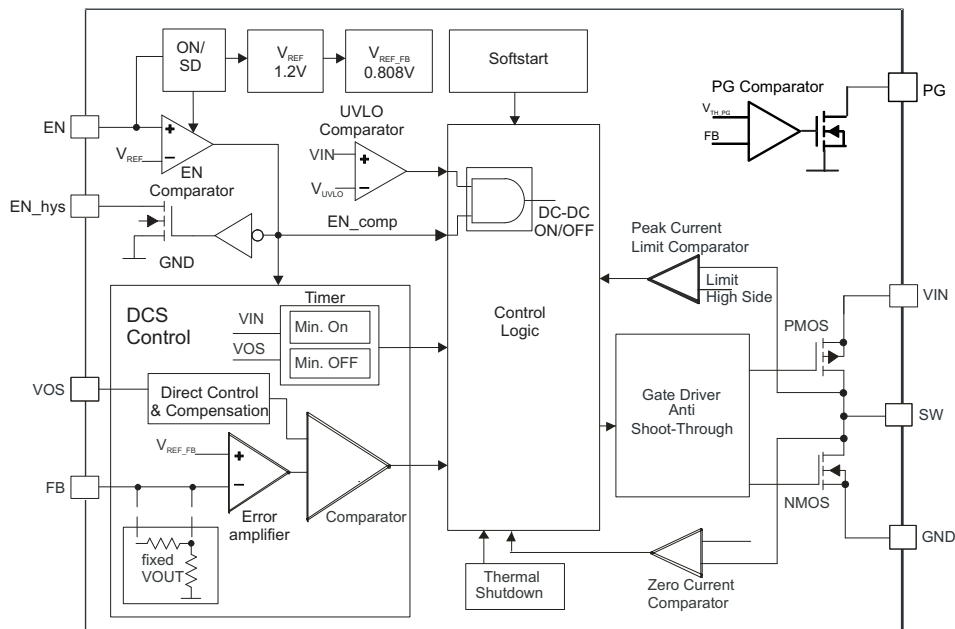 ON/
SD
VREF
1.2V
VREF_FB
0.808V
Softstart
PG Comparator
PG
VTH_PG
FB
EN
VREF
EN
Comparator
UVLO
Comparator
VIN
VUVLO
EN_hys
GND
EN_comp
DC-DC
ON/OFF
Peak Current
Limit Comparator
Limit
High Side
VIN
DCS
Control
Timer
VIN
VOS
Min. On
Min. OFF
Control
Logic
PMOS
Gate Driver
Anti
Shoot-Through
VOS
Direct Control
& Compensation
SW
VREF_FB
FB
Error
amplifier
Comparator
NMOS
GND
fixed
VOUT
Thermal
Shutdown
Zero Current
Comparator
+
−
+
−
+
−